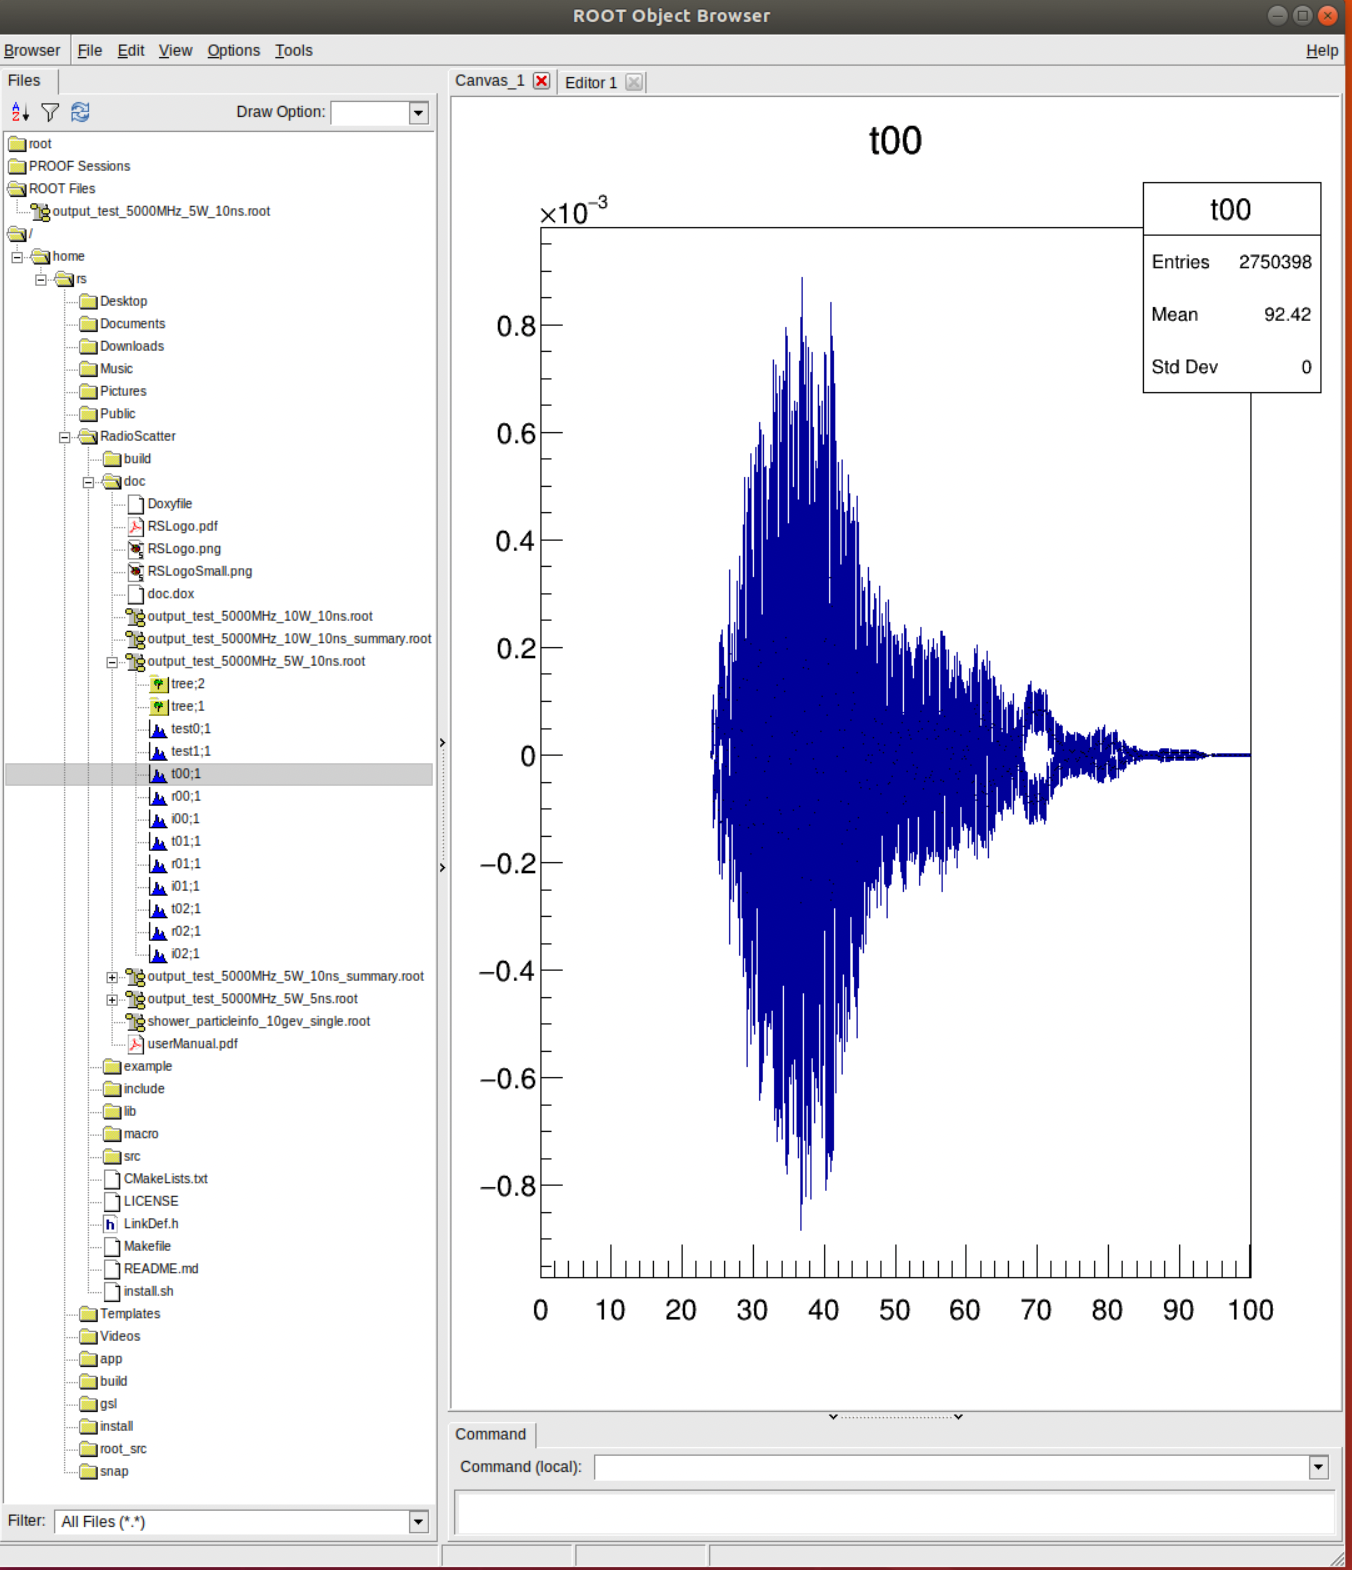 ROOT Object Browser
Browser File Edit View Options Tools Help
Files
Draw Option:
root
PROOF Sessions
ROOT Files
output_test_5000MHz_5W_10ns.root
/
home
rs
Desktop
Documents
Downloads
Music
Pictures
Public
RadioScatter
build
doc
Doxyfile
RSLogo.pdf
RSLogo.png
RSLogoSmall.png
doc.dox
output_test_5000MHz_10W_10ns.root
output_test_5000MHz_10W_10ns_summary.root
output_test_5000MHz_5W_10ns.root
tree;2
tree;1
test0;1
test1;1
t00;1
r00;1
i00;1
t01;1
r01;1
i01;1
t02;1
r02;1
i02;1
output_test_5000MHz_5W_10ns_summary.root
output_test_5000MHz_5W_5ns.root
shower_particleinfo_10gev_single.root
userManual.pdf
example
include
lib
macro
src
CMakeLists.txt
LICENSE
LinkDef.h
Makefile
README.md
install.sh
Templates
Videos
app
build
gsl
install
root_src
snap
Filter: All Files (*.*)
Canvas_1 Editor 1
t00
×10⁻³
t00
Entries 2750398
Mean 92.42
Std Dev 0
0.8
0.6
0.4
0.2
0
−0.2
−0.4
−0.6
−0.8
0 10 20 30 40 50 60 70 80 90 100
Command
Command (local):